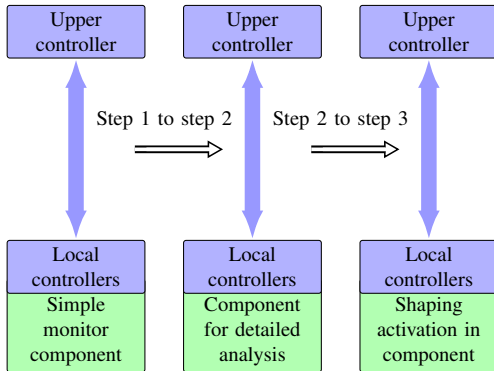 Upper
controller
Upper
controller
Upper
controller
Step 1 to step 2
Step 2 to step 3
Local
controllers
Simple
monitor
component
Local
controllers
Component
for detailed
analysis
Local
controllers
Shaping
activation in
component